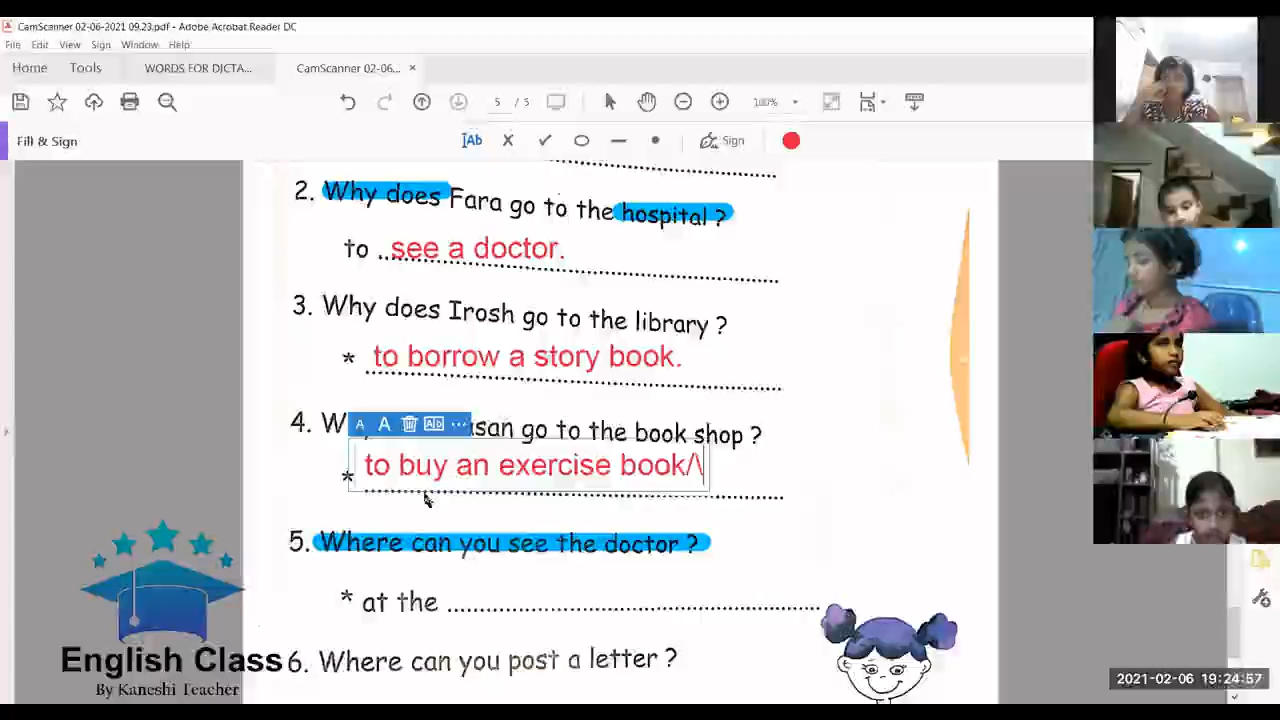 CamScanner 02-06-2021 09.23.pdf - Adobe Acrobat Reader DC
File Edit View Sign Window Help
Home Tools WORDS FOR DICTA... CamScanner 02-06... ×
5 / 5 100%
Fill & Sign
IAb Sign
2. Why does Fara go to the hospital ?
to see a doctor.
3. Why does Irosh go to the library ?
* to borrow a story book.
4. W asan go to the book shop ?
A A AB ...
* to buy an exercise book/\
5. Where can you see the doctor ?
* at the
6. Where can you post a letter ?
English Class
By Kaneshi Teacher
2021-02-06 19:24:57